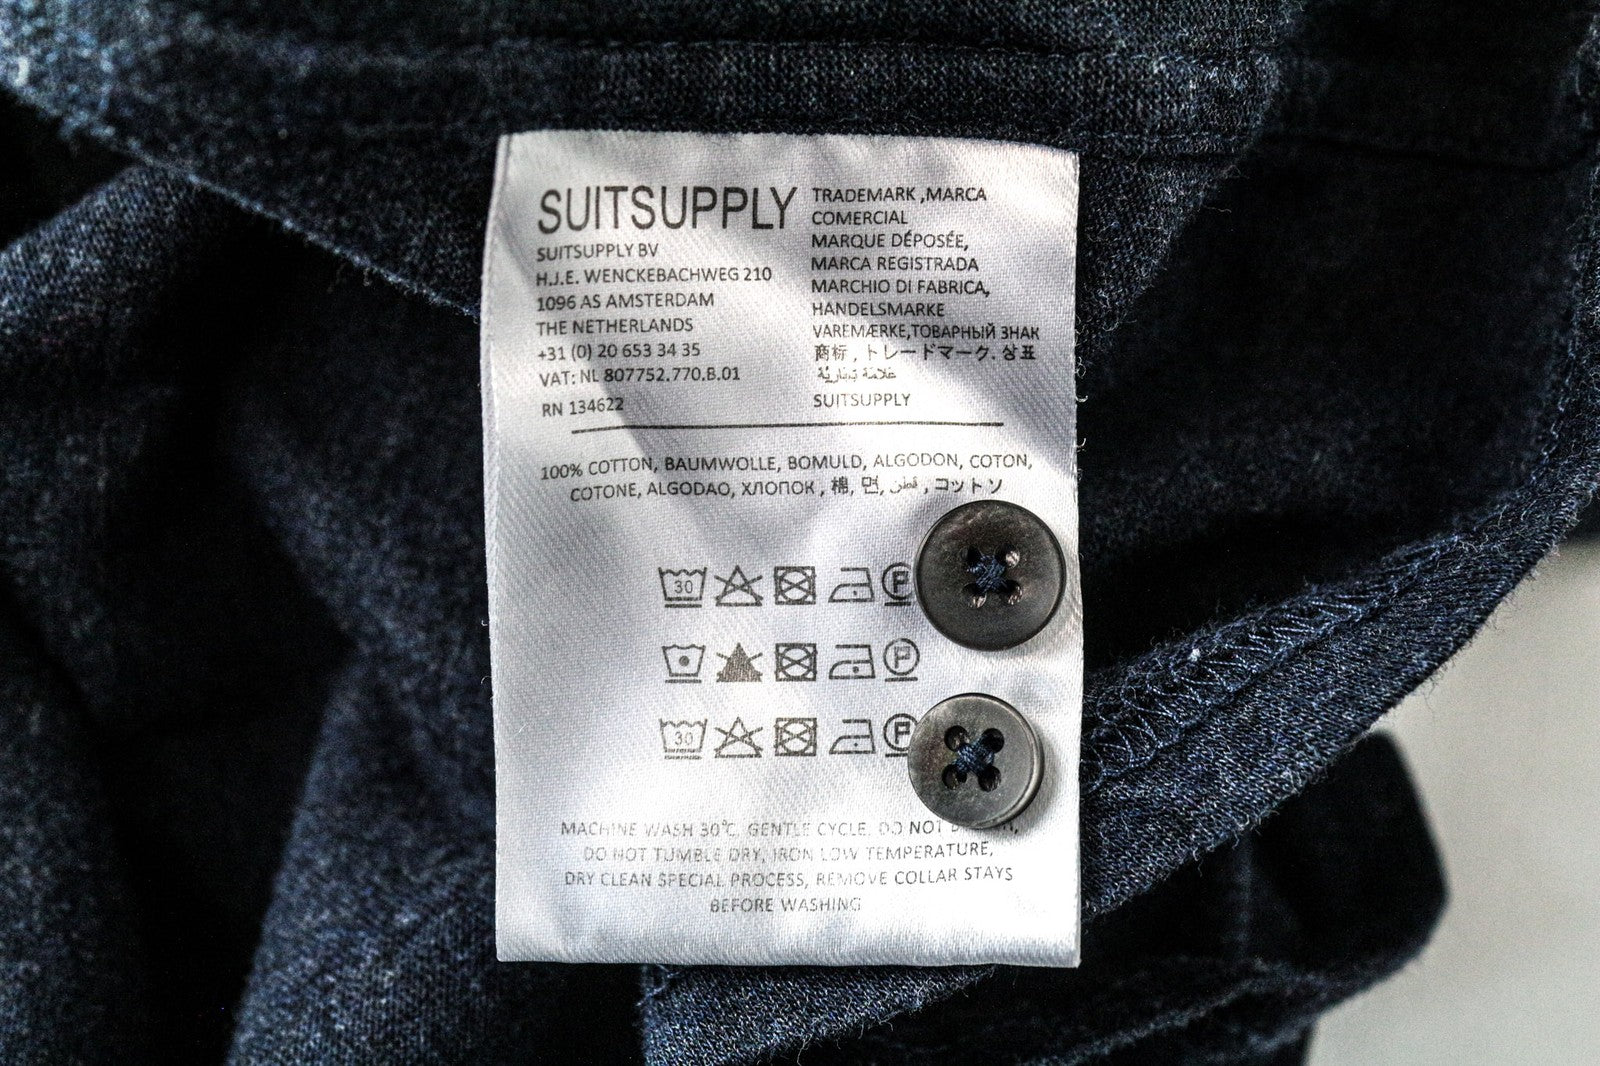 SUITSUPPLY
SUITSUPPLY BV
H.J.E. WENCKEBACHWEG 210
1096 AS AMSTERDAM
THE NETHERLANDS
+31 (0) 20 653 34 35
VAT: NL 807752.770.B.01
RN 134622
TRADEMARK ,MARCA
COMERCIAL
MARQUE DÉPOSÉE,
MARCA REGISTRADA
MARCHIO DI FABRICA,
HANDELSMARKE
VAREMÆRKE,ТОВАРНЫЙ ЗНАК
商标 , トレードマーク. 상표
علامة تجارية
SUITSUPPLY
100% COTTON, BAUMWOLLE, BOMULD, ALGODON, COTON,
COTONE, ALGODAO, ХЛОПОК , 棉, 면, قطن , コットン
30 P
P
30 P
MACHINE WASH 30°C, GENTLE CYCLE, DO NOT
DO NOT TUMBLE DRY, IRON LOW TEMPERATURE,
DRY CLEAN SPECIAL PROCESS, REMOVE COLLAR STAYS
BEFORE WASHING